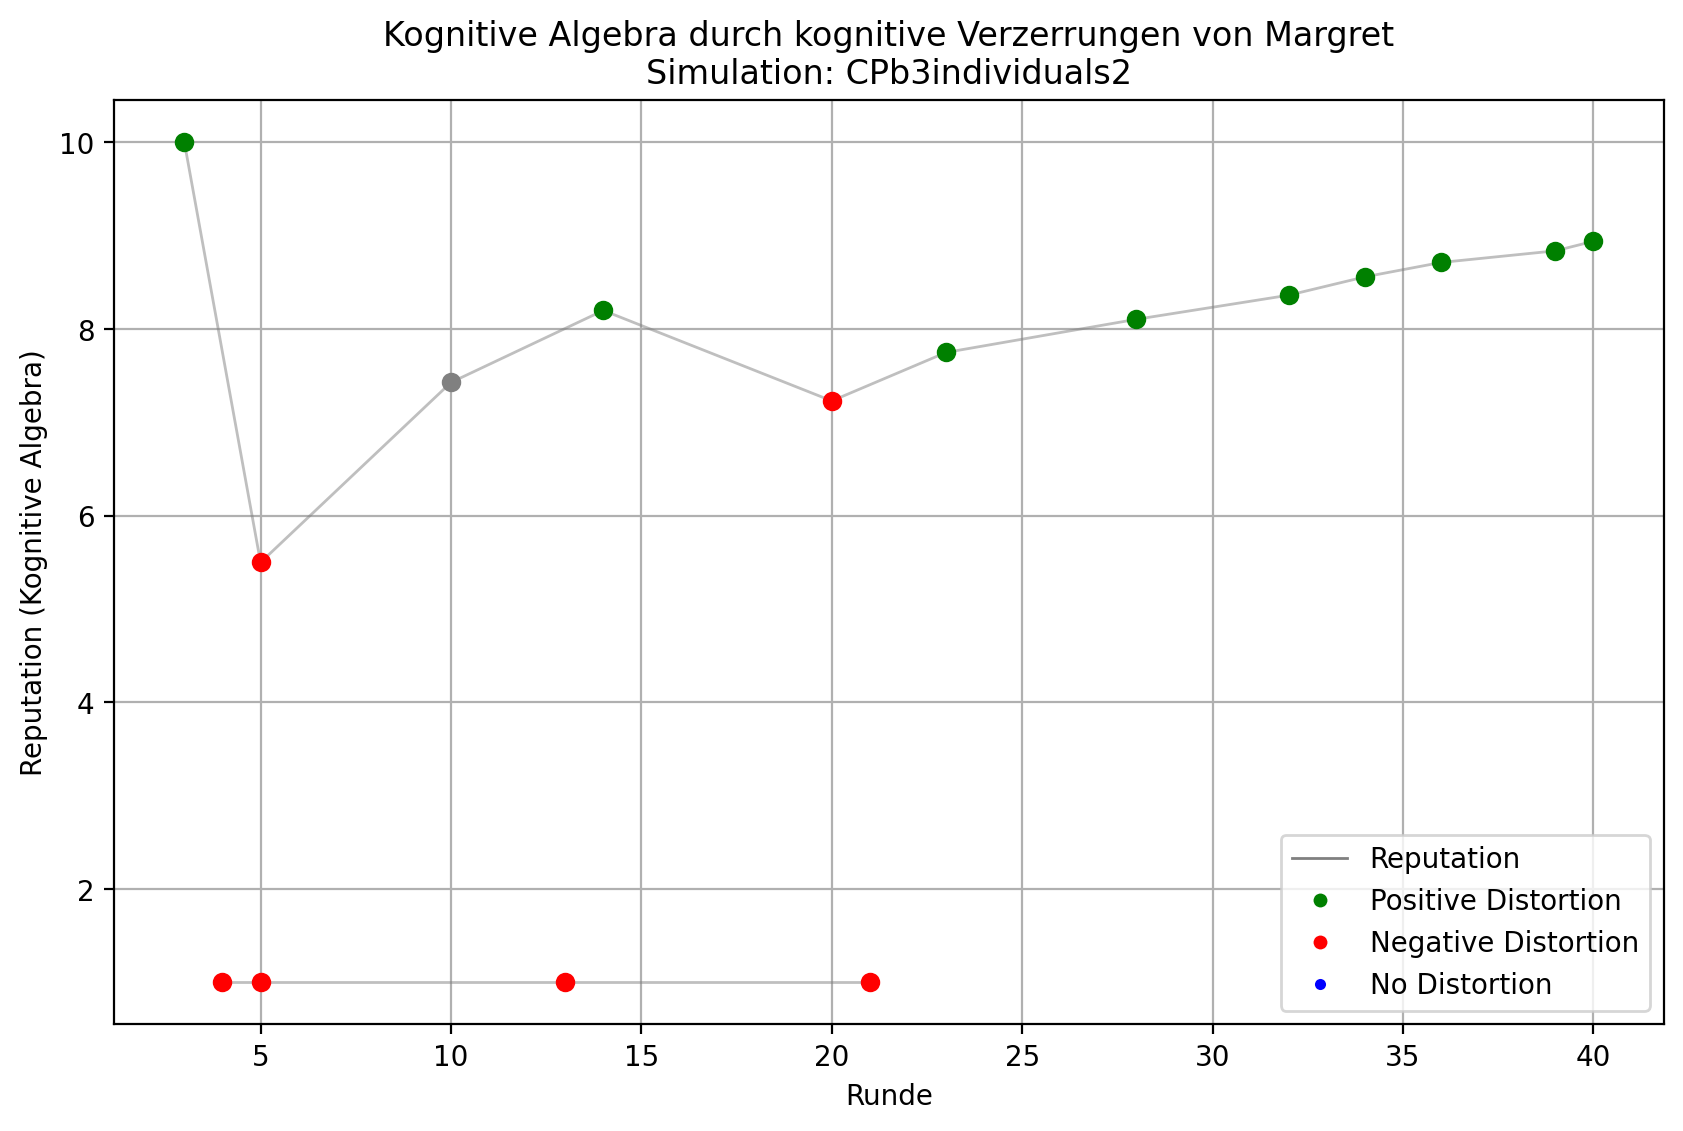 Kognitive Algebra durch kognitive Verzerrungen von Margret
Simulation: CPb3individuals2
Reputation (Kognitive Algebra)
10
8
6
4
2
Reputation
Positive Distortion
Negative Distortion
No Distortion
5 10 15 20 25 30 35 40
Runde